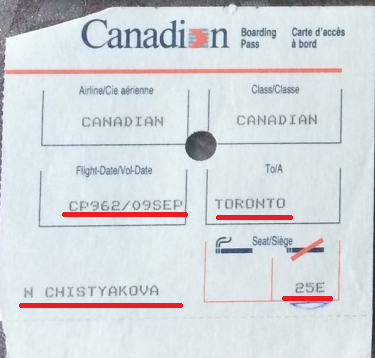 Canadian Boarding Pass Carte d'accès à bord
Airline/Cie aérienne Class/Classe
CANADIAN CANADIAN
Flight-Date/Vol-Date To/A
CP962/09SEP TORONTO
Seat/Siège
N CHISTYAKOVA 25E